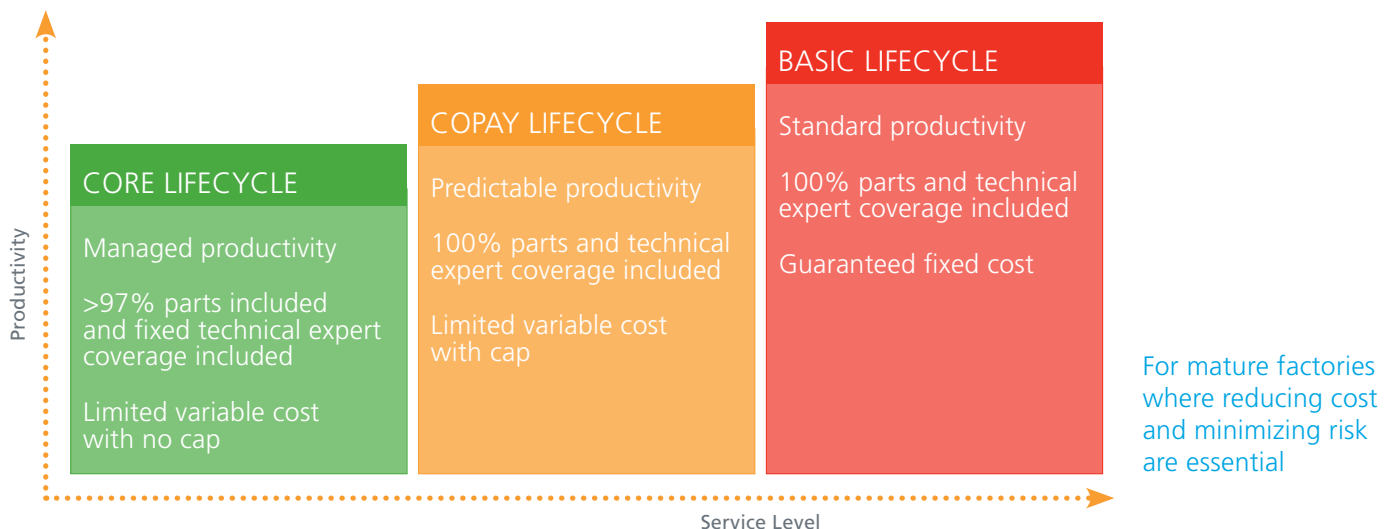 Productivity
CORE LIFECYCLE
Managed productivity
>97% parts included
and fixed technical expert
coverage included
Limited variable cost
with no cap
COPAY LIFECYCLE
Predictable productivity
100% parts and technical
expert coverage included
Limited variable cost
with cap
BASIC LIFECYCLE
Standard productivity
100% parts and technical
expert coverage included
Guaranteed fixed cost
For mature factories
where reducing cost
and minimizing risk
are essential
Service Level